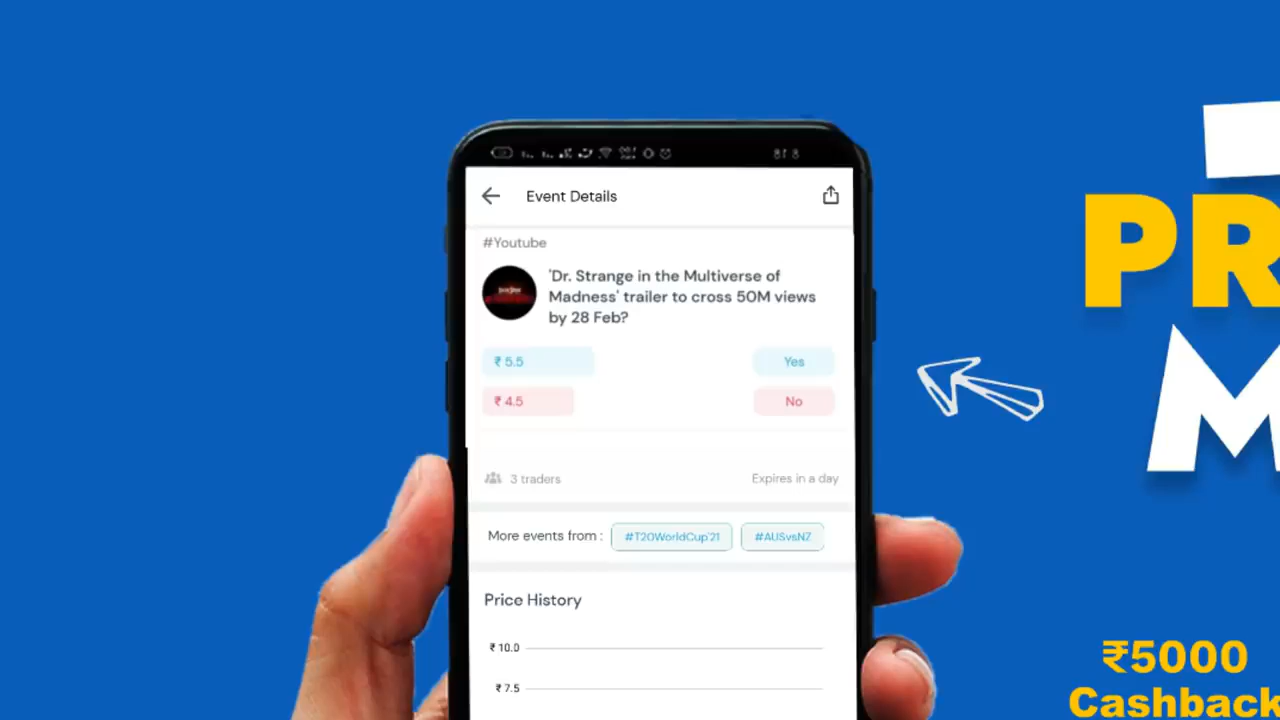 Event Details
#Youtube
'Dr. Strange in the Multiverse of
Madness' trailer to cross 50M views
by 28 Feb?
₹ 5.5 Yes
₹ 4.5 No
3 traders Expires in a day
More events from : #T20WorldCup'21 #AUSvsNZ
Price History
₹ 10.0
₹ 7.5
PR
M
₹5000
Cashback